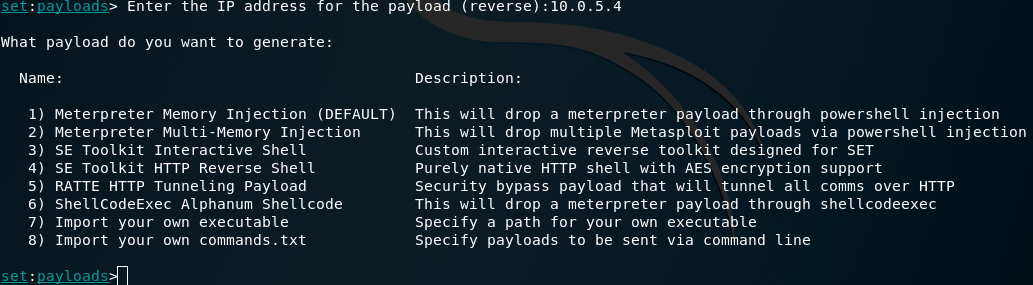 set:payloads> Enter the IP address for the payload (reverse):10.0.5.4
What payload do you want to generate:
Name: Description:
1) Meterpreter Memory Injection (DEFAULT) This will drop a meterpreter payload through powershell injection
2) Meterpreter Multi-Memory Injection This will drop multiple Metasploit payloads via powershell injection
3) SE Toolkit Interactive Shell Custom interactive reverse toolkit designed for SET
4) SE Toolkit HTTP Reverse Shell Purely native HTTP shell with AES encryption support
5) RATTE HTTP Tunneling Payload Security bypass payload that will tunnel all comms over HTTP
6) ShellCodeExec Alphanum Shellcode This will drop a meterpreter payload through shellcodeexec
7) Import your own executable Specify a path for your own executable
8) Import your own commands.txt Specify payloads to be sent via command line
set:payloads>